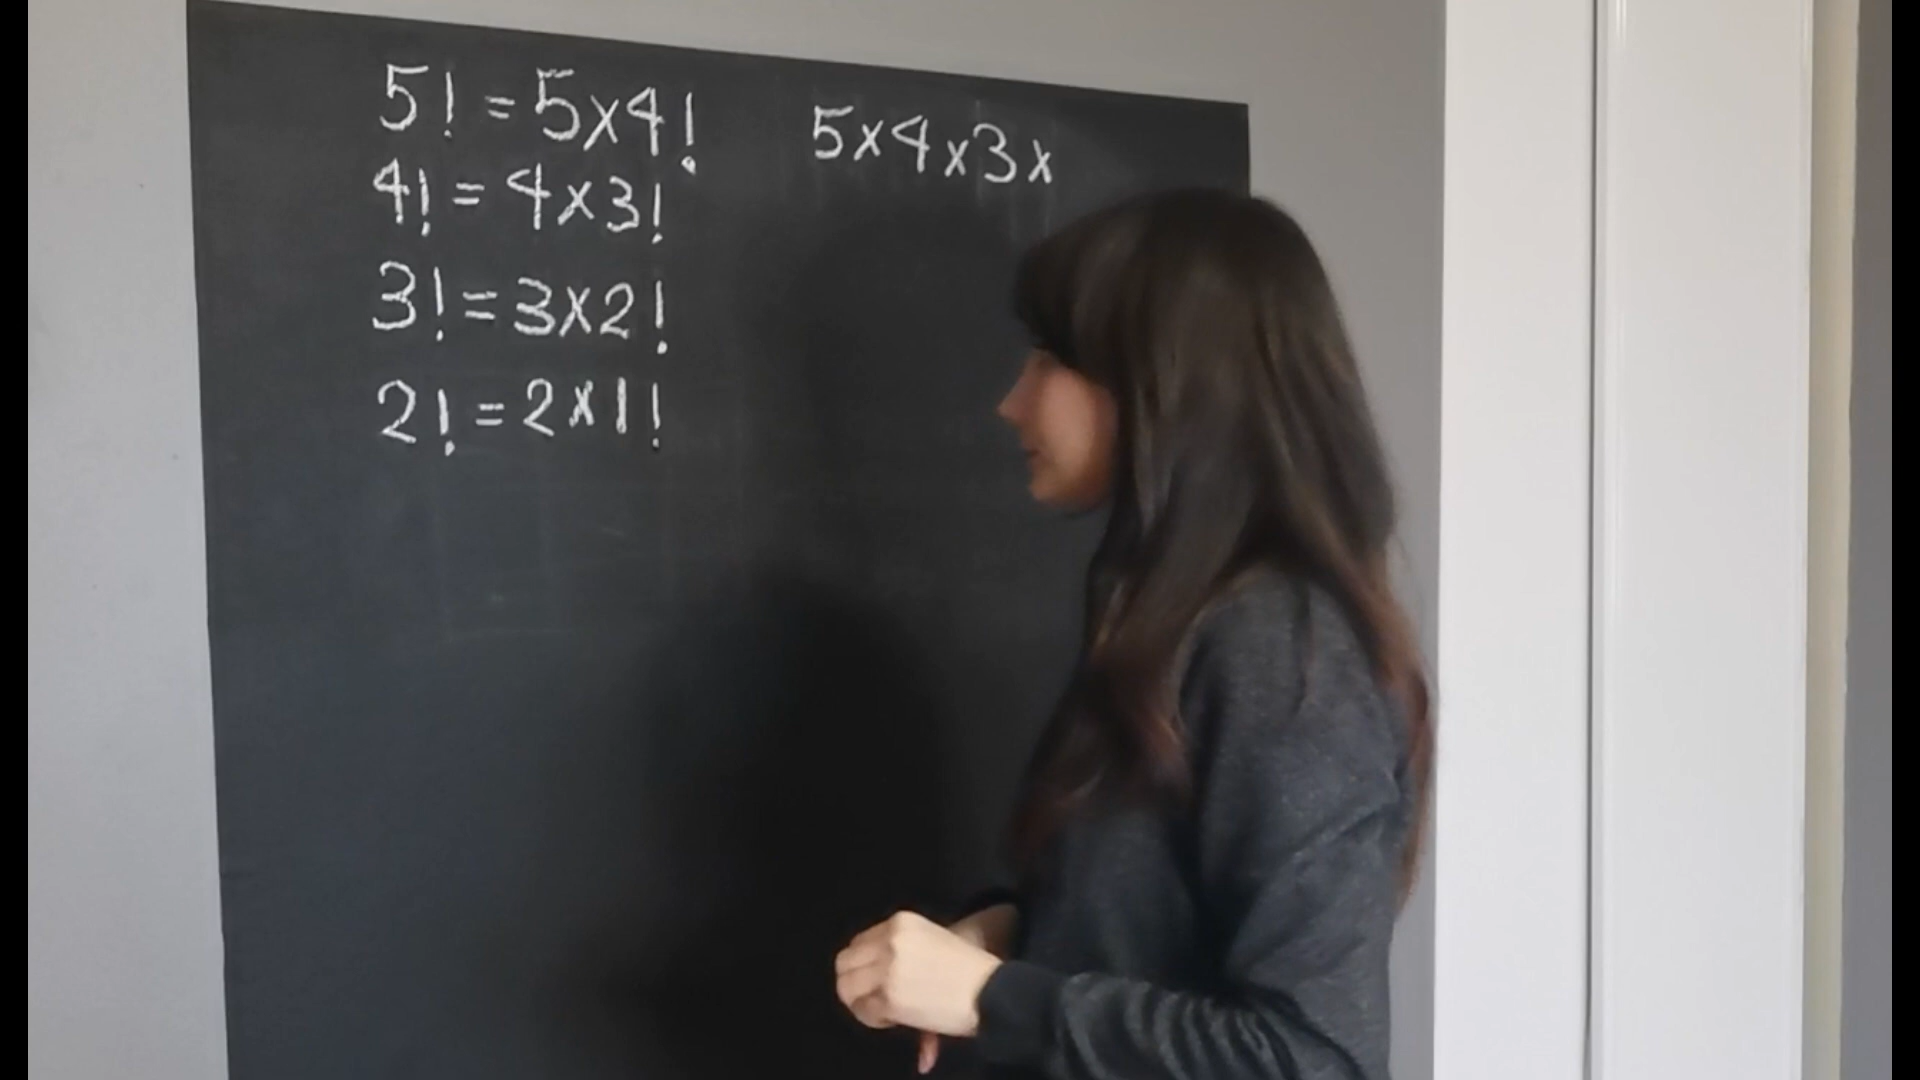 5! = 5x4!
4! = 4x3!
3! = 3x2!
2! = 2x1!
5x4x3x